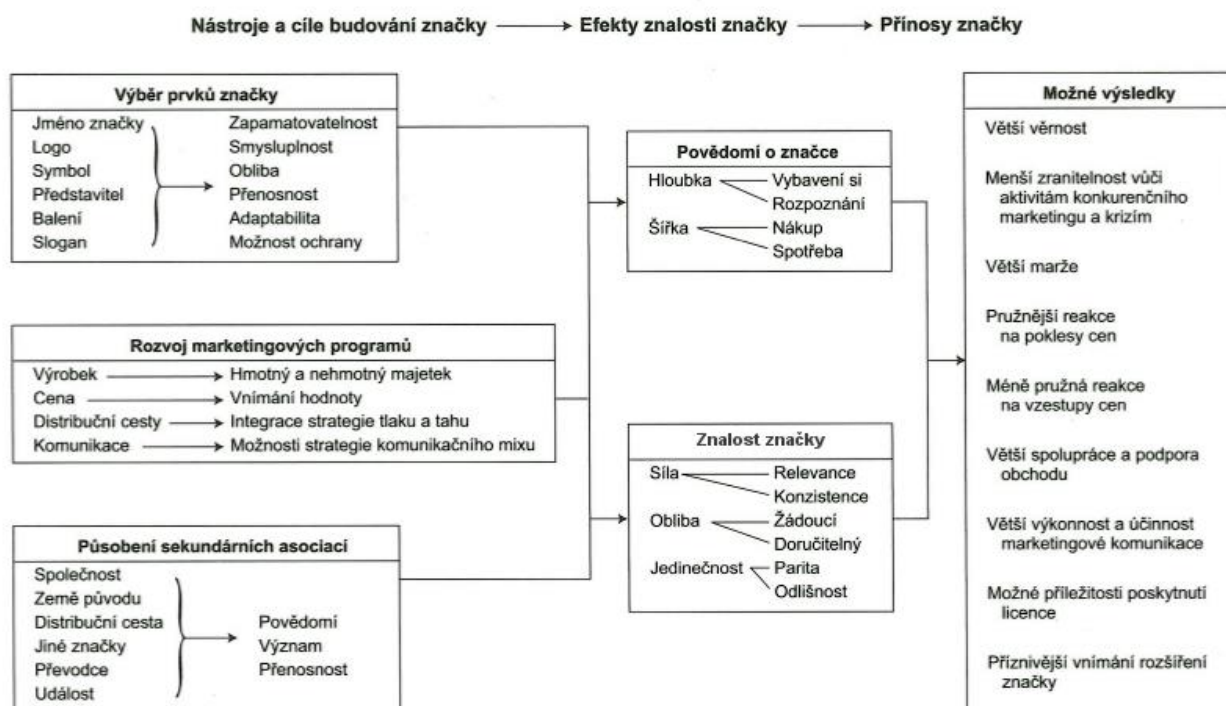 Nástroje a cíle budování značky Efekty znalosti značky Přínosy značky
Výběr prvků značky
Jméno značky Zapamatovatelnost
Logo Smysluplnost
Symbol Obliba
Představitel Přenosnost
Balení Adaptabilita
Slogan Možnost ochrany
Rozvoj marketingových programů
Výrobek Hmotný a nehmotný majetek
Cena Vnímání hodnoty
Distribuční cesty Integrace strategie tlaku a tahu
Komunikace Možnosti strategie komunikačního mixu
Působení sekundárních asociací
Společnost
Země původu
Distribuční cesta Povědomí
Jiné značky Význam
Převodce Přenosnost
Událost
Povědomí o značce
Hloubka Vybavení si
Rozpoznání
Šířka Nákup
Spotřeba
Znalost značky
Síla Relevance
Konzistence
Obliba Žádoucí
Doručitelný
Jedinečnost Parita
Odlišnost
Možné výsledky
Větší věrnost
Menší zranitelnost vůči
aktivitám konkurenčního
marketingu a krizím
Větší marže
Pružnější reakce
na poklesy cen
Méně pružná reakce
na vzestupy cen
Větší spolupráce a podpora
obchodu
Větší výkonnost a účinnost
marketingové komunikace
Možné příležitosti poskytnutí
licence
Příznivější vnímání rozšíření
značky